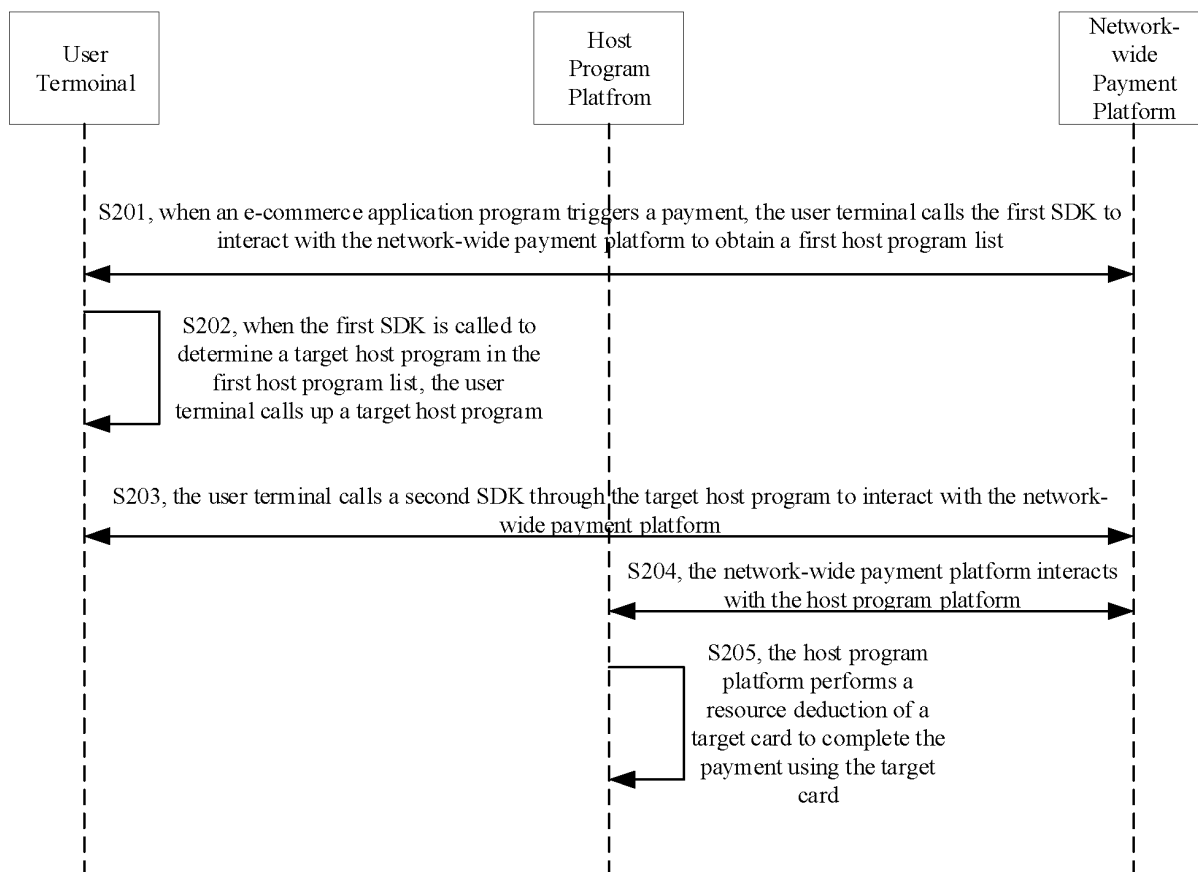 User
Termoinal
Host
Program
Platfrom
Network-
wide
Payment
Platform
S201, when an e-commerce application program triggers a payment, the user terminal calls the first SDK to
interact with the network-wide payment platform to obtain a first host program list
S202, when the first SDK is called to
determine a target host program in the
first host program list, the user
terminal calls up a target host program
S203, the user terminal calls a second SDK through the target host program to interact with the network-
wide payment platform
S204, the network-wide payment platform interacts
with the host program platform
S205, the host program
platform performs a
resource deduction of a
target card to complete the
payment using the target
card